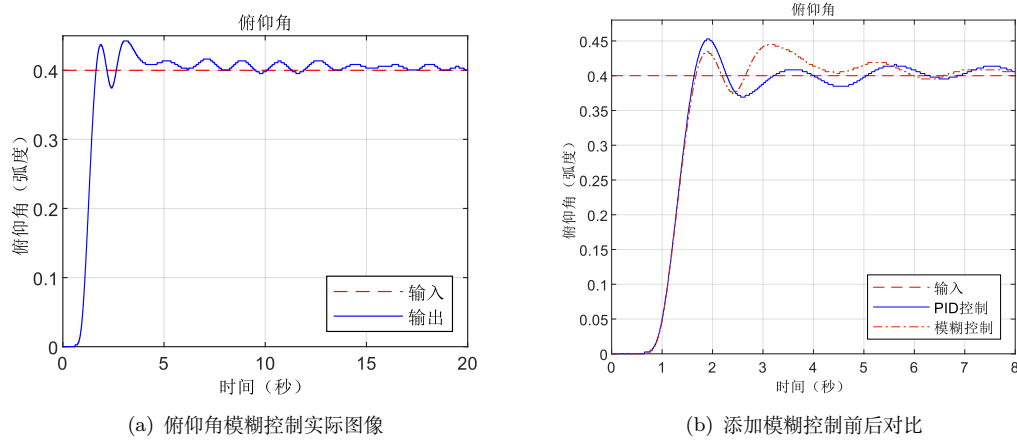 俯仰角
俯仰角（弧度）
0.4
0.3
0.2
0.1
0
0
5
10
15
20
时间（秒）
输入
输出
(a) 俯仰角模糊控制实际图像
俯仰角
俯仰角（弧度）
0.45
0.4
0.35
0.3
0.25
0.2
0.15
0.1
0.05
0
0
1
2
3
4
5
6
7
8
时间（秒）
输入
PID控制
模糊控制
(b) 添加模糊控制前后对比